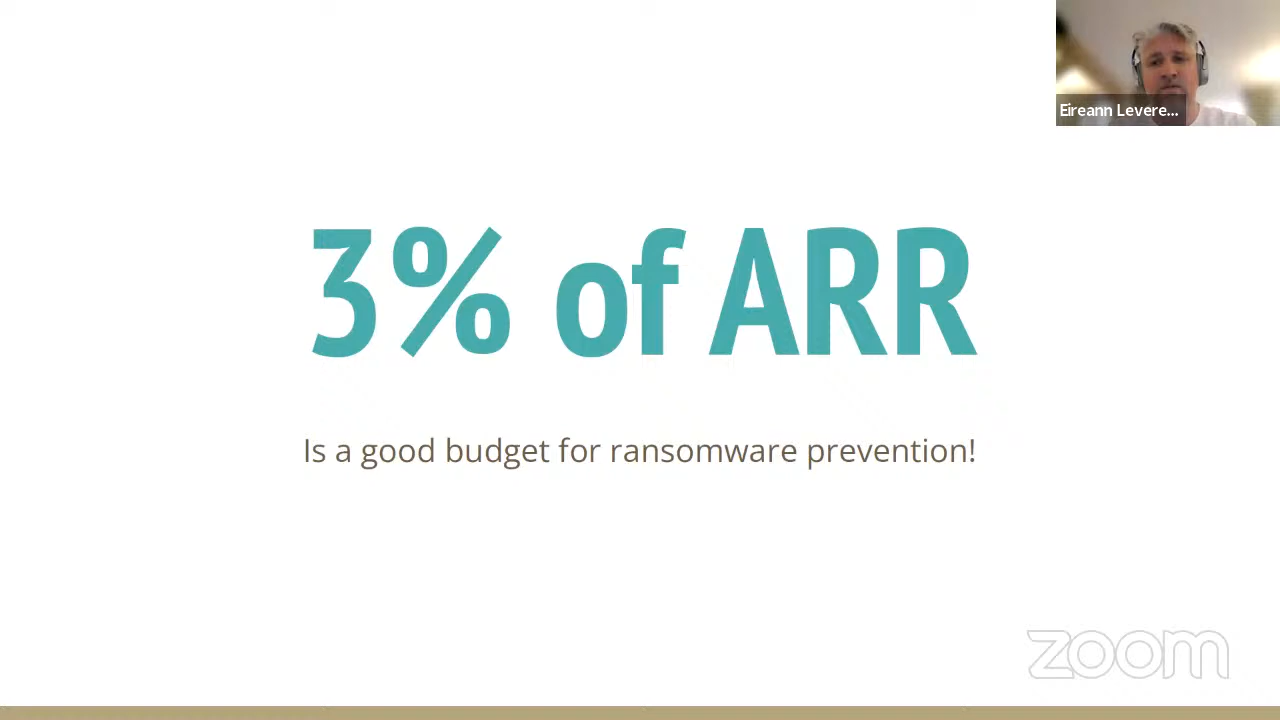 Eireann Levere...
3% of ARR
Is a good budget for ransomware prevention!
zoom